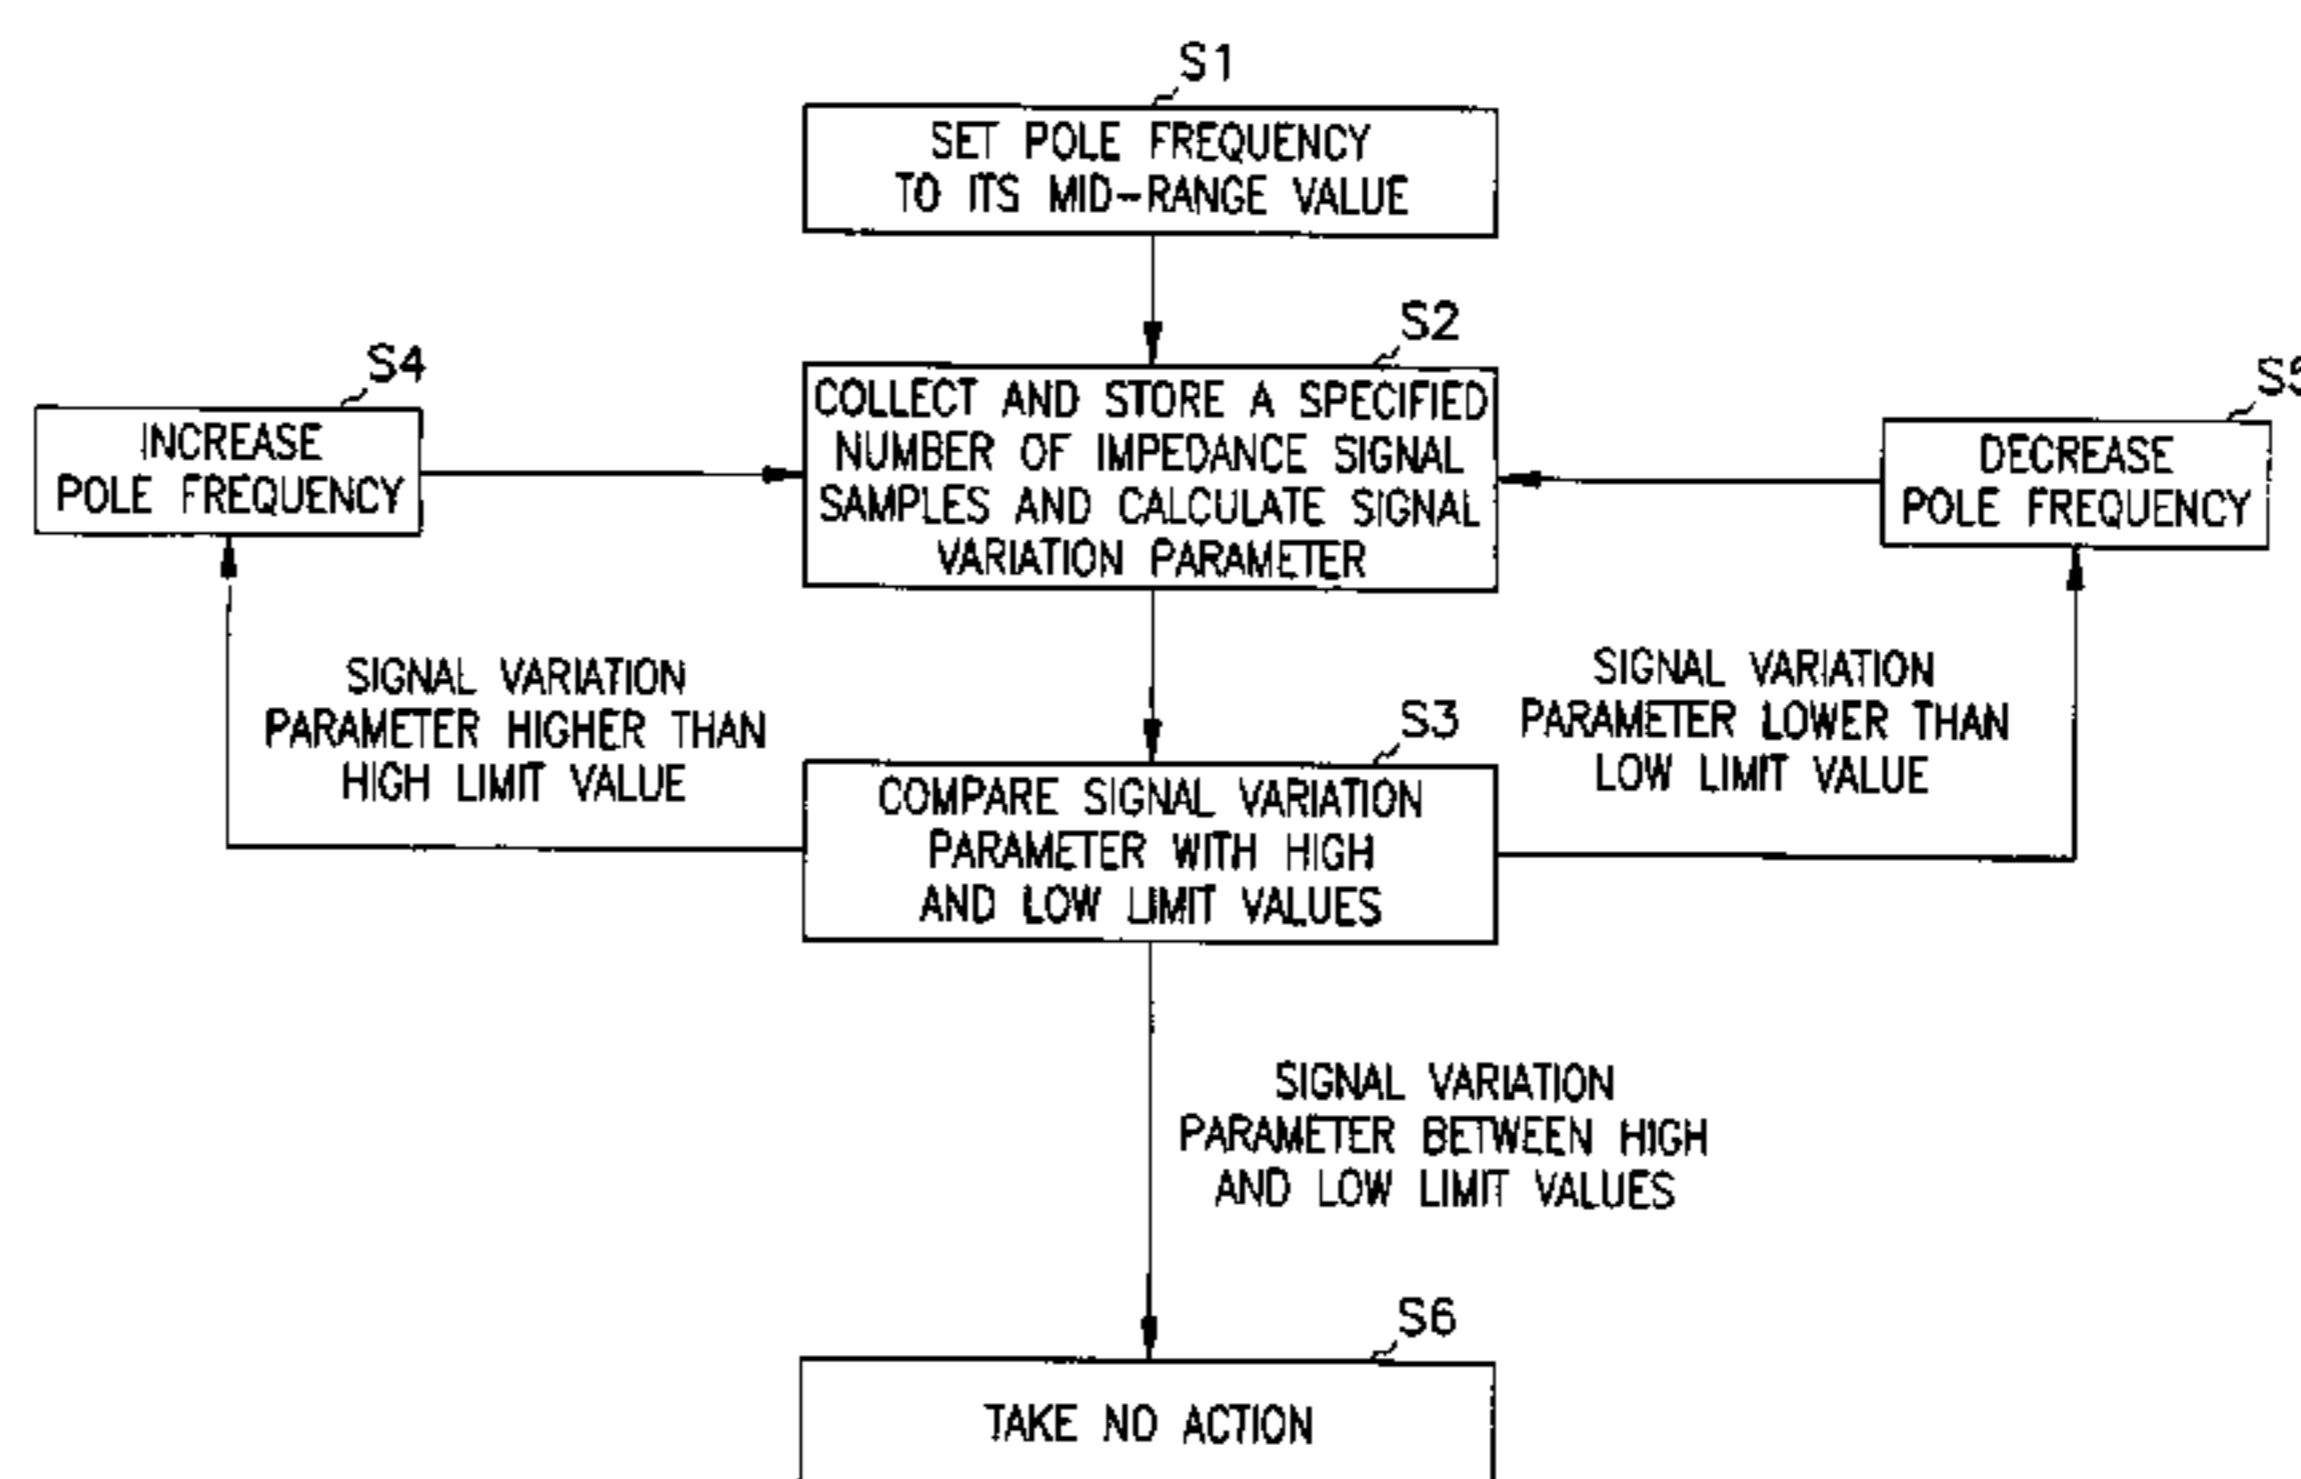 S1
SET POLE FREQUENCY
TO ITS MID-RANGE VALUE
S2
COLLECT AND STORE A SPECIFIED
NUMBER OF IMPEDANCE SIGNAL
SAMPLES AND CALCULATE SIGNAL
VARIATION PARAMETER
S4
INCREASE
POLE FREQUENCY
S5
DECREASE
POLE FREQUENCY
SIGNAL VARIATION
PARAMETER HIGHER THAN
HIGH LIMIT VALUE
SIGNAL VARIATION
PARAMETER LOWER THAN
LOW LIMIT VALUE
S3
COMPARE SIGNAL VARIATION
PARAMETER WITH HIGH
AND LOW LIMIT VALUES
SIGNAL VARIATION
PARAMETER BETWEEN HIGH
AND LOW LIMIT VALUES
S6
TAKE NO ACTION